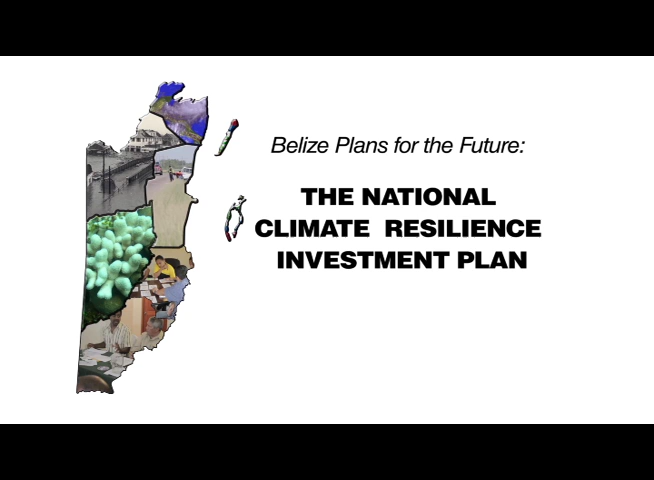 Belize Plans for the Future:
THE NATIONAL
CLIMATE RESILIENCE
INVESTMENT PLAN